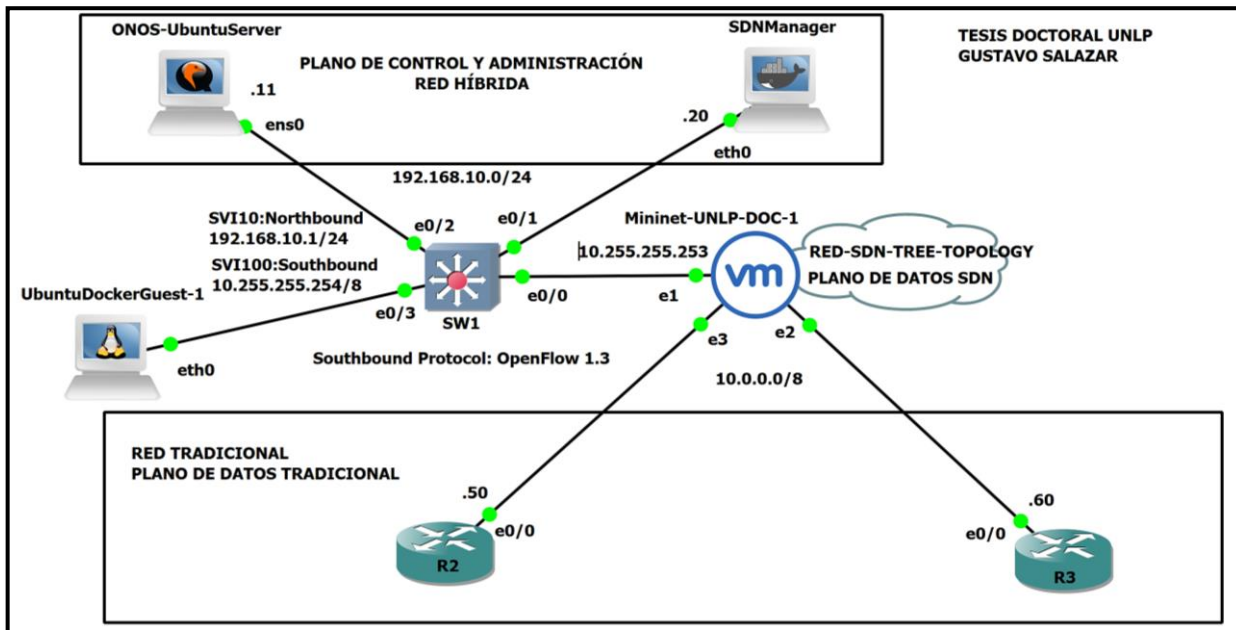 ONOS-UbuntuServer
SDNManager
TESIS DOCTORAL UNLP
GUSTAVO SALAZAR
PLANO DE CONTROL Y ADMINISTRACIÓN
RED HÍBRIDA
.11
ens0
.20
eth0
192.168.10.0/24
SVI10:Northbound
192.168.10.1/24
SVI100:Southbound
10.255.255.254/8
e0/2
e0/1
Mininet-UNLP-DOC-1
10.255.255.253
RED-SDN-TREE-TOPOLOGY
PLANO DE DATOS SDN
vm
UbuntuDockerGuest-1
e0/3
e0/0
e1
SW1
eth0
Southbound Protocol: OpenFlow 1.3
e3
e2
10.0.0.0/8
RED TRADICIONAL
PLANO DE DATOS TRADICIONAL
.50
e0/0
R2
.60
e0/0
R3